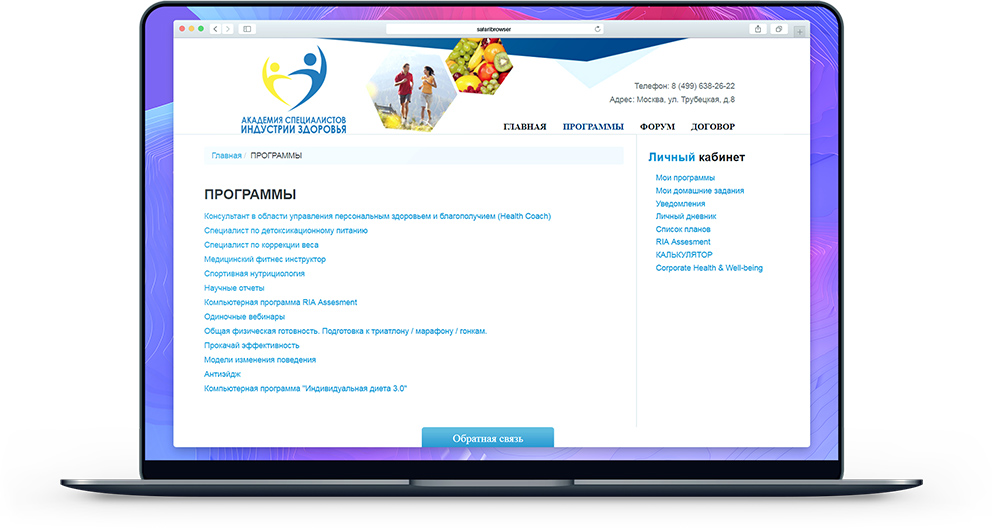 saferibrowser
АКАДЕМИЯ СПЕЦИАЛИСТОВ
ИНДУСТРИИ ЗДОРОВЬЯ
Телефон: 8 (499) 638-26-22
Адрес: Москва, ул. Трубецкая, д.8
ГЛАВНАЯ ПРОГРАММЫ ФОРУМ ДОГОВОР
Главная / ПРОГРАММЫ
ПРОГРАММЫ
Консультант в области управления персональным здоровьем и благополучием (Health Coach)
Специалист по детоксикационному питанию
Специалист по коррекции веса
Медицинский фитнес инструктор
Спортивная нутрициология
Научные отчеты
Компьютерная программа RIA Assesment
Одиночные вебинары
Общая физическая готовность. Подготовка к триатлону / марафону / гонкам.
Прокачай эффективность
Модели изменения поведения
Антиэйдж
Компьютерная программа "Индивидуальная диета 3.0"
Личный кабинет
Мои программы
Мои домашние задания
Уведомления
Личный дневник
Список планов
RIA Assesment
КАЛЬКУЛЯТОР
Corporate Health & Well-being
Обратная связь